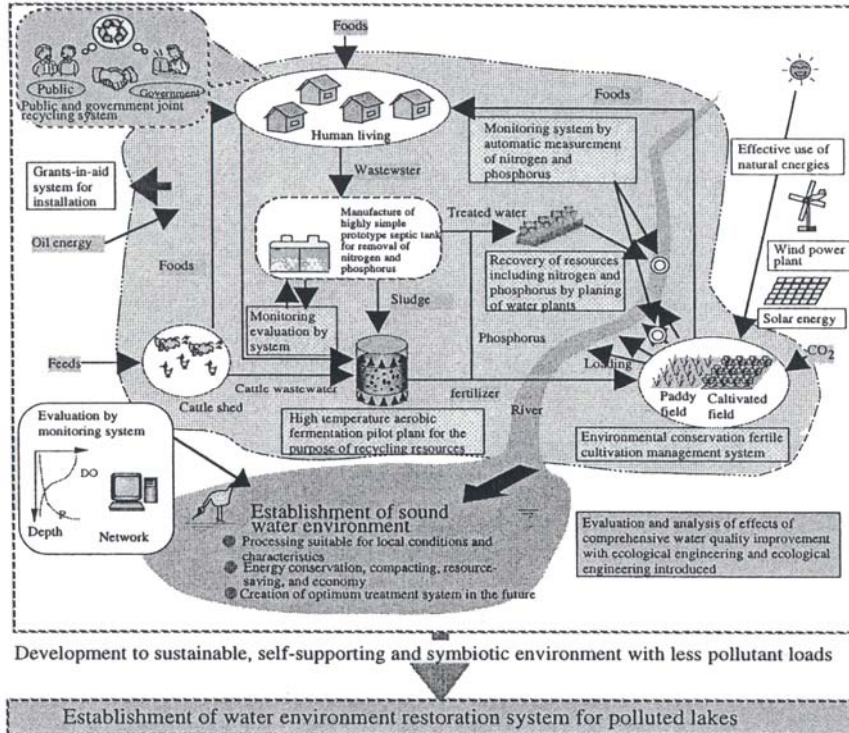 Foods
Public
Government
Public and government joint
recycling system
Human living
Foods
Monitoring system by
automatic measurement
of nitrogen and
phosphorus
Effective use of
natural energies
Grants-in-aid
system for
installation
Wastewster
Oil energy
Manufacture of
highly simple
prototype septic tank
for removal of
nitrogen and
phosphorus
Treated water
Wind power
plant
Foods
Recovery of resources
including nitrogen and
phosphorus by planing
of water plants
Sludge
Monitoring
evaluation by
system
Solar energy
Phosphorus
Feeds
CO2
Loading
Cattle wastewater
fertilizer
Cattle shed
Paddy
field
Caltivated
field
River
Evaluation by
monitoring system
High temperature aerobic
fermentation pilot plant for the
purpose of recycling resources
Environmental conservation fertile
cultivation management system
DO
P
Depth
Network
Establishment of sound
water environment
Processing suitable for local conditions and
characteristics
Energy conservation, compacting, resource-
saving, and economy
Creation of optimum treatment system in the future
Evaluation and analysis of effects of
comprehensive water quality improvement
with ecological engineering and ecological
engineering introduced
Development to sustainable, self-supporting and symbiotic environment with less pollutant loads
Establishment of water environment restoration system for polluted lakes